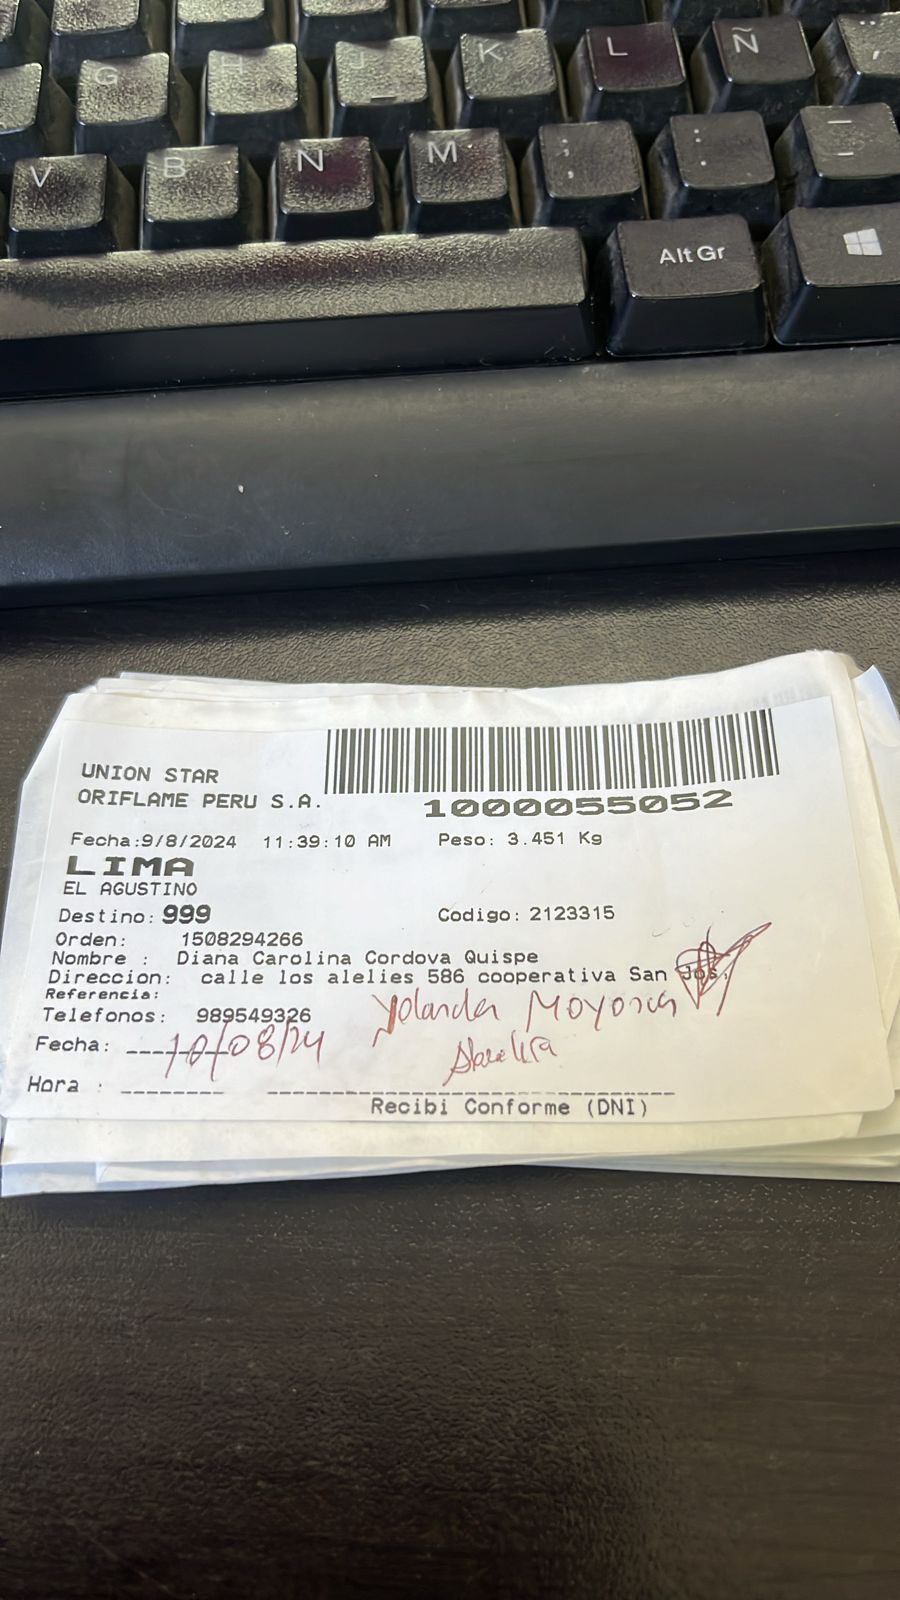 G H J K L Ñ
V B N M ; :
Alt Gr
UNION STAR
ORIFLAME PERU S.A.
1000055052
Fecha:9/8/2024 11:39:10 AM Peso: 3.451 Kg
LIMA
EL AGUSTINO
Destino: 999 Codigo: 2123315
Orden: 1508294266
Nombre : Diana Carolina Cordova Quispe
Direccion: calle los alelies 586 cooperativa San Jos,
Referencia:
Telefonos: 989549326
Yolanda
Fecha: 10/08/24
Hora :
Recibi Conforme (DNI)